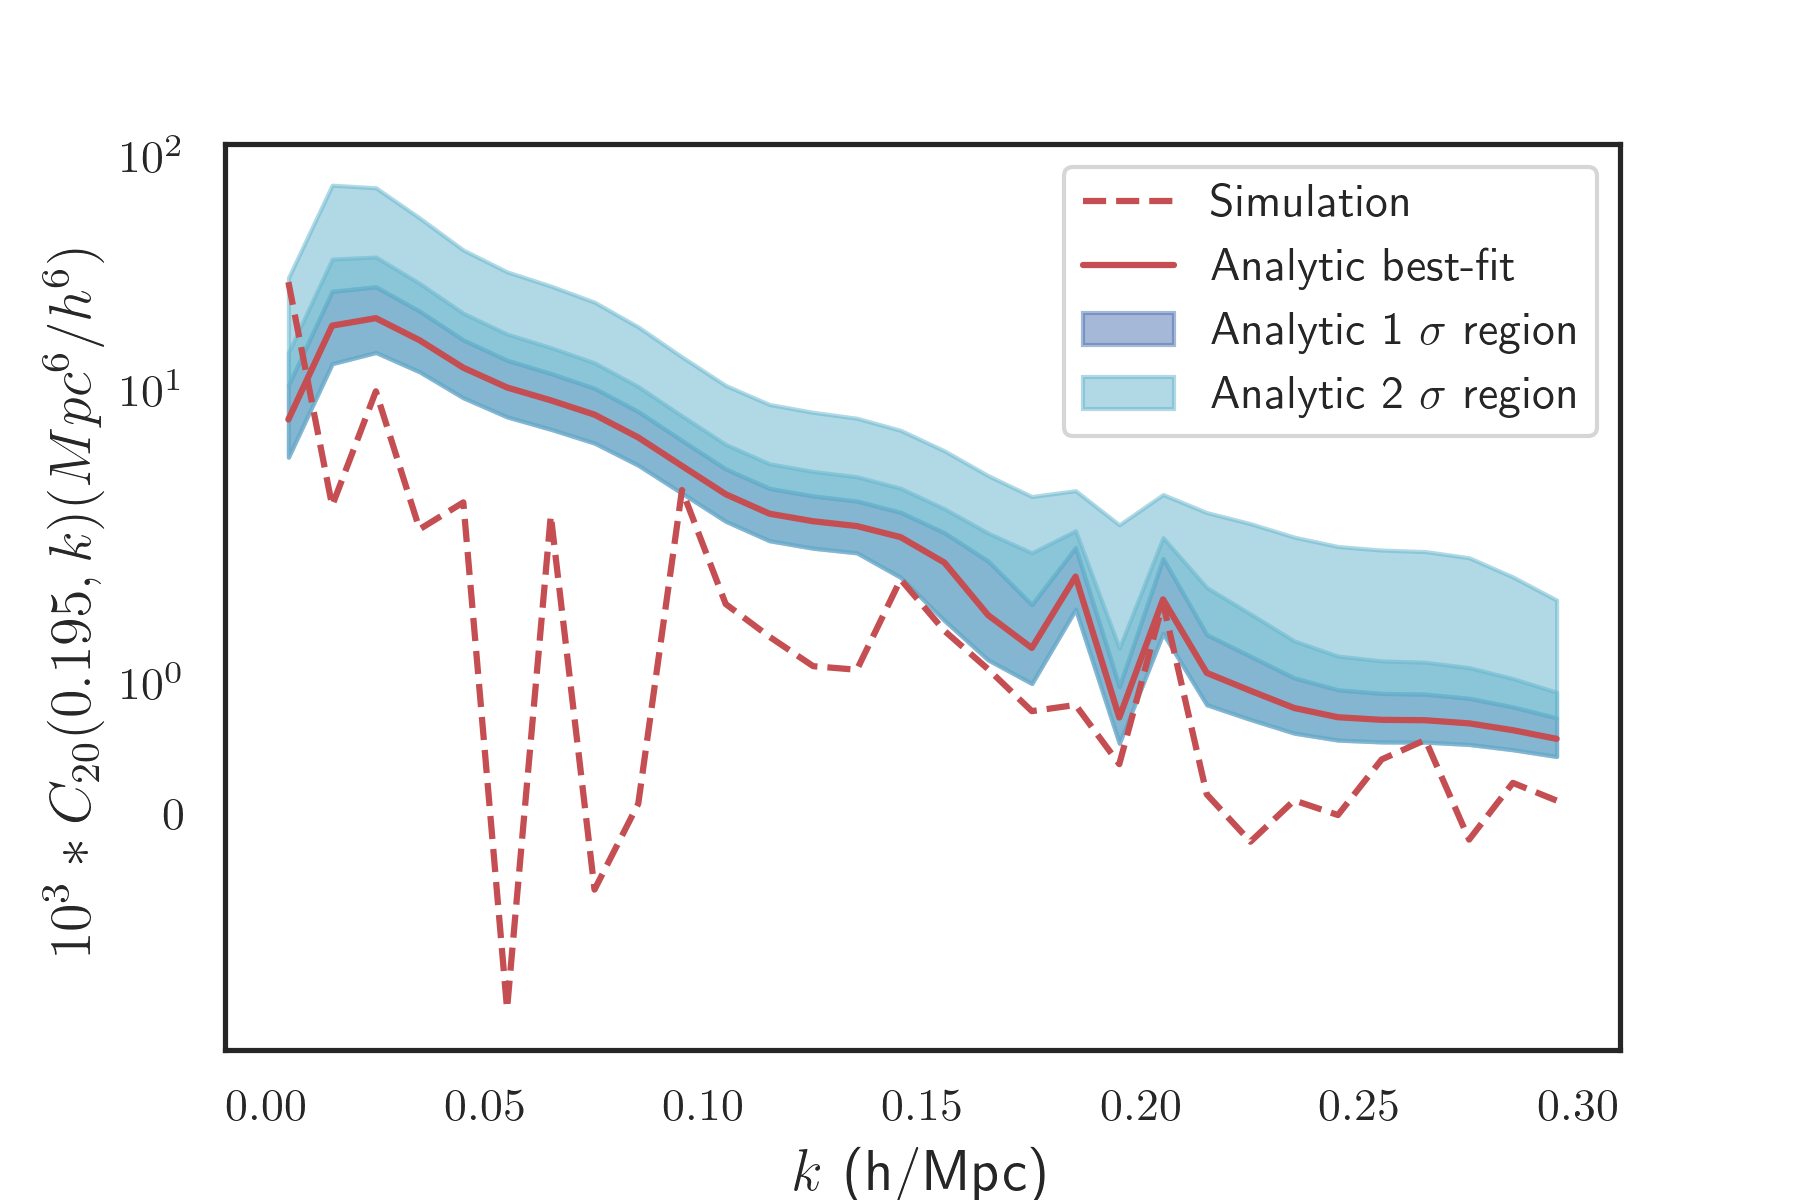 10^3 * C_20(0.195, k)(Mpc^6/h^6)
10^2
10^1
10^0
0
Simulation
Analytic best-fit
Analytic 1 σ region
Analytic 2 σ region
0.00 0.05 0.10 0.15 0.20 0.25 0.30
k (h/Mpc)